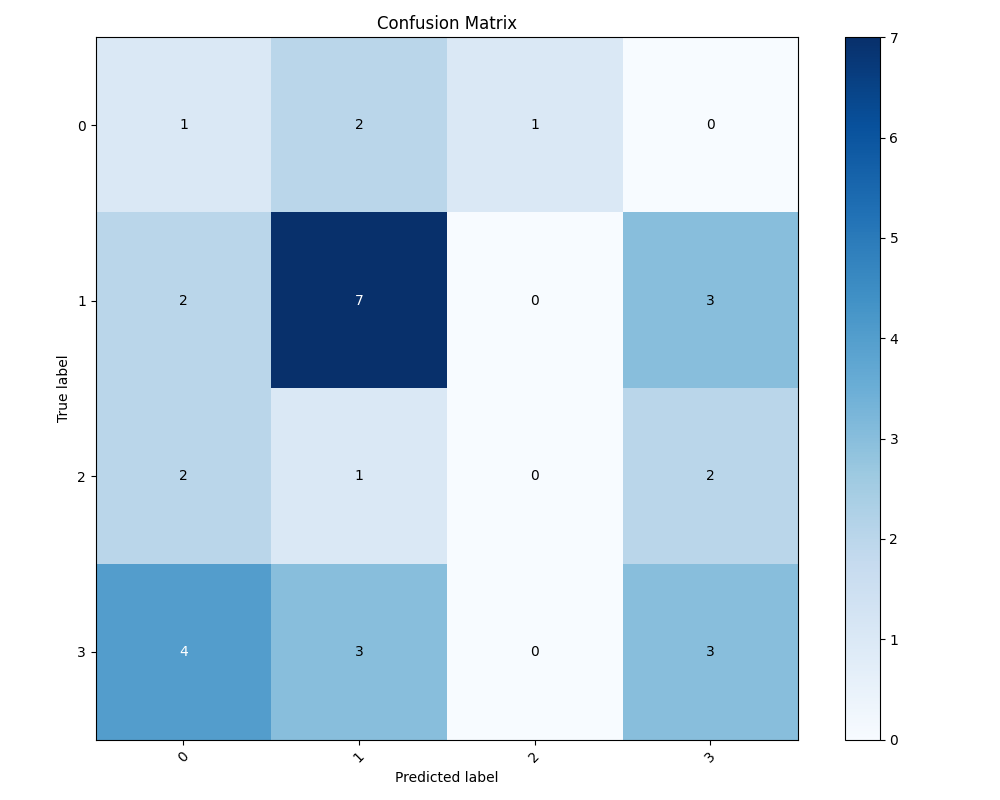 Confusion Matrix
0 1 2 1 0
1 2 7 0 3
2 2 1 0 2
3 4 3 0 3
0 1 2 3
True label
Predicted label
7
6
5
4
3
2
1
0